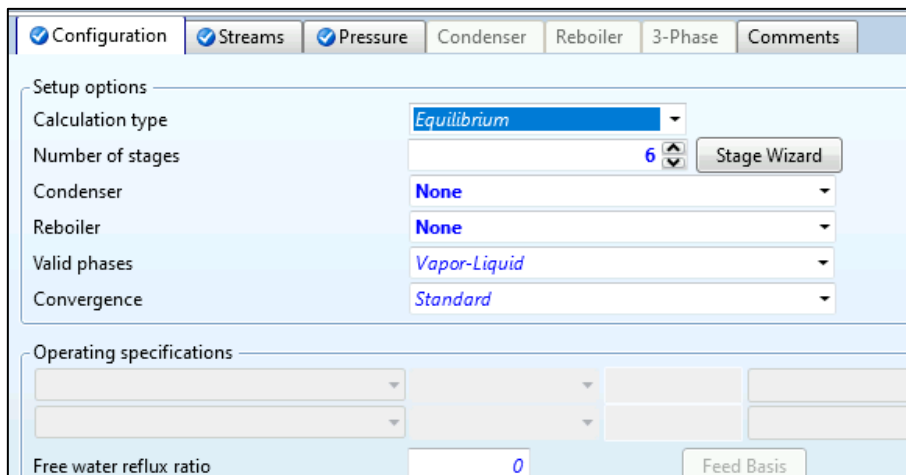 Configuration Streams Pressure Condenser Reboiler 3-Phase Comments
Setup options
Calculation type Equilibrium
Number of stages 6 Stage Wizard
Condenser None
Reboiler None
Valid phases Vapor-Liquid
Convergence Standard
Operating specifications
Free water reflux ratio 0 Feed Basis